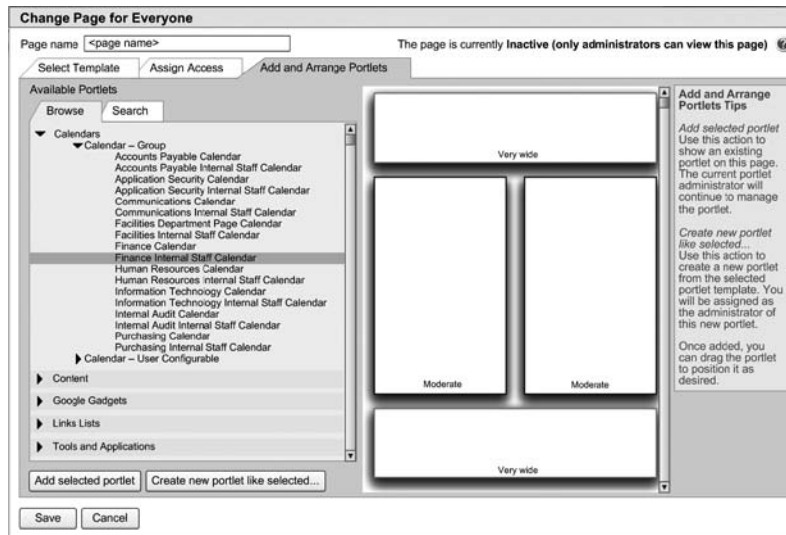 Change Page for Everyone
Page name <page name>
The page is currently Inactive (only administrators can view this page)
Select Template
Assign Access
Add and Arrange Portlets
Available Portlets
Browse
Search
Calendars
Calendar – Group
Accounts Payable Calendar
Accounts Payable Internal Staff Calendar
Application Security Calendar
Application Security Internal Staff Calendar
Communications Calendar
Communications Internal Staff Calendar
Facilities Department Page Calendar
Facilities Internal Staff Calendar
Finance Calendar
Finance Internal Staff Calendar
Human Resources Calendar
Human Resources Internal Staff Calendar
Information Technology Calendar
Information Technology Internal Staff Calendar
Internal Audit Calendar
Internal Audit Internal Staff Calendar
Purchasing Calendar
Purchasing Internal Staff Calendar
Calendar – User Configurable
Content
Google Gadgets
Links Lists
Tools and Applications
Add selected portlet
Create new portlet like selected...
Very wide
Moderate
Moderate
Very wide
Add and Arrange
Portlets Tips
Add selected portlet
Use this action to
show an existing
portlet on this page.
The current portlet
administrator will
continue to manage
the portlet.
Create new portlet
like selected...
Use this action to
create a new portlet
from the selected
portlet template. You
will be assigned as
the administrator of
this new portlet.
Once added, you
can drag the portlet
to position it as
desired.
Save
Cancel